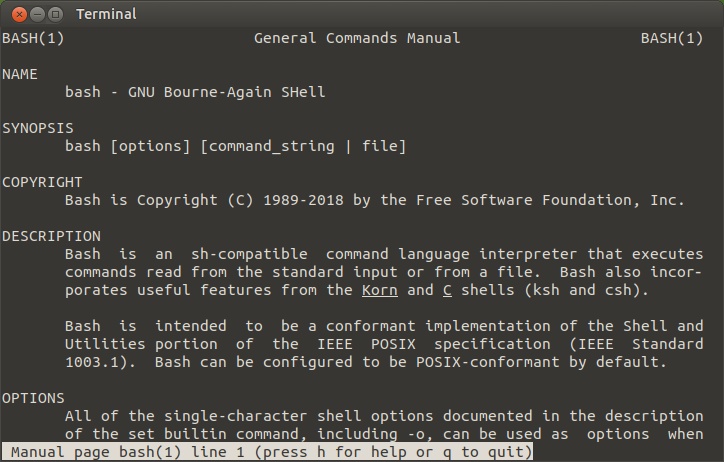 Terminal
BASH(1) General Commands Manual BASH(1)
NAME
bash - GNU Bourne-Again SHell
SYNOPSIS
bash [options] [command_string | file]
COPYRIGHT
Bash is Copyright (C) 1989-2018 by the Free Software Foundation, Inc.
DESCRIPTION
Bash is an sh-compatible command language interpreter that executes
commands read from the standard input or from a file. Bash also incor-
porates useful features from the Korn and C shells (ksh and csh).
Bash is intended to be a conformant implementation of the Shell and
Utilities portion of the IEEE POSIX specification (IEEE Standard
1003.1). Bash can be configured to be POSIX-conformant by default.
OPTIONS
All of the single-character shell options documented in the description
of the set builtin command, including -o, can be used as options when
Manual page bash(1) line 1 (press h for help or q to quit)